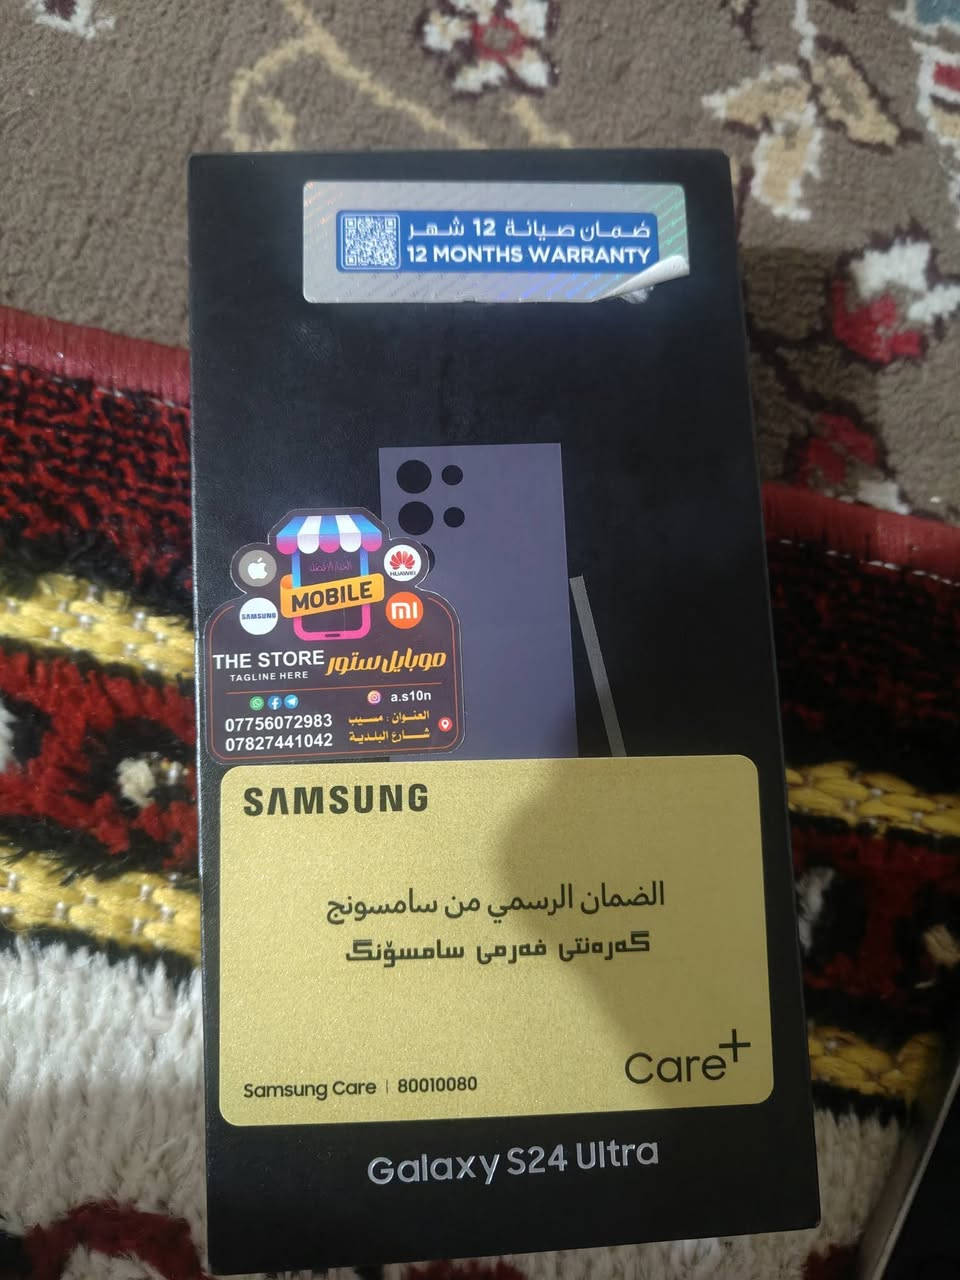 ضمان صيانة 12 شهر
12 MONTHS WARRANTY
HUAWEI
SAMSUNG
MOBILE
mi
THE STORE موبايل ستور
TAGLINE HERE
a.s10n
07756072983
07827441042
العنوان : مسيب
شارع البلدية
SAMSUNG
الضمان الرسمي من سامسونج
گەرەنتی فەرمی سامسۆنگ
Care+
Samsung Care | 80010080
Galaxy S24 Ultra